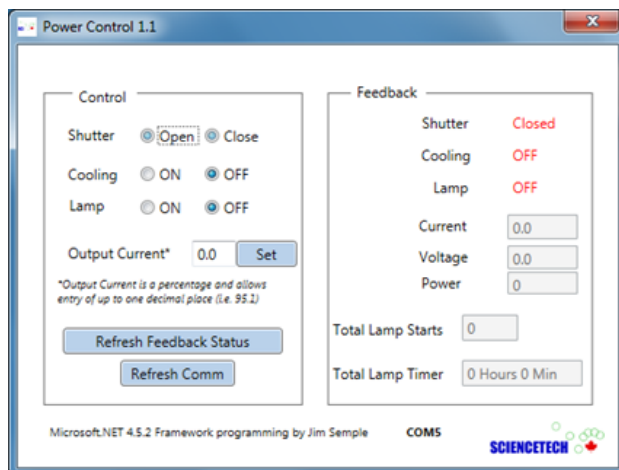 Power Control 1.1
Control
Shutter Open Close
Cooling ON OFF
Lamp ON OFF
Output Current* 0.0 Set
*Output Current is a percentage and allows
entry of up to one decimal place (i.e. 95.1)
Refresh Feedback Status
Refresh Comm
Feedback
Shutter Closed
Cooling OFF
Lamp OFF
Current 0.0
Voltage 0.0
Power 0
Total Lamp Starts 0
Total Lamp Timer 0 Hours 0 Min
Microsoft.NET 4.5.2 Framework programming by Jim Semple COM5
SCIENCETECH